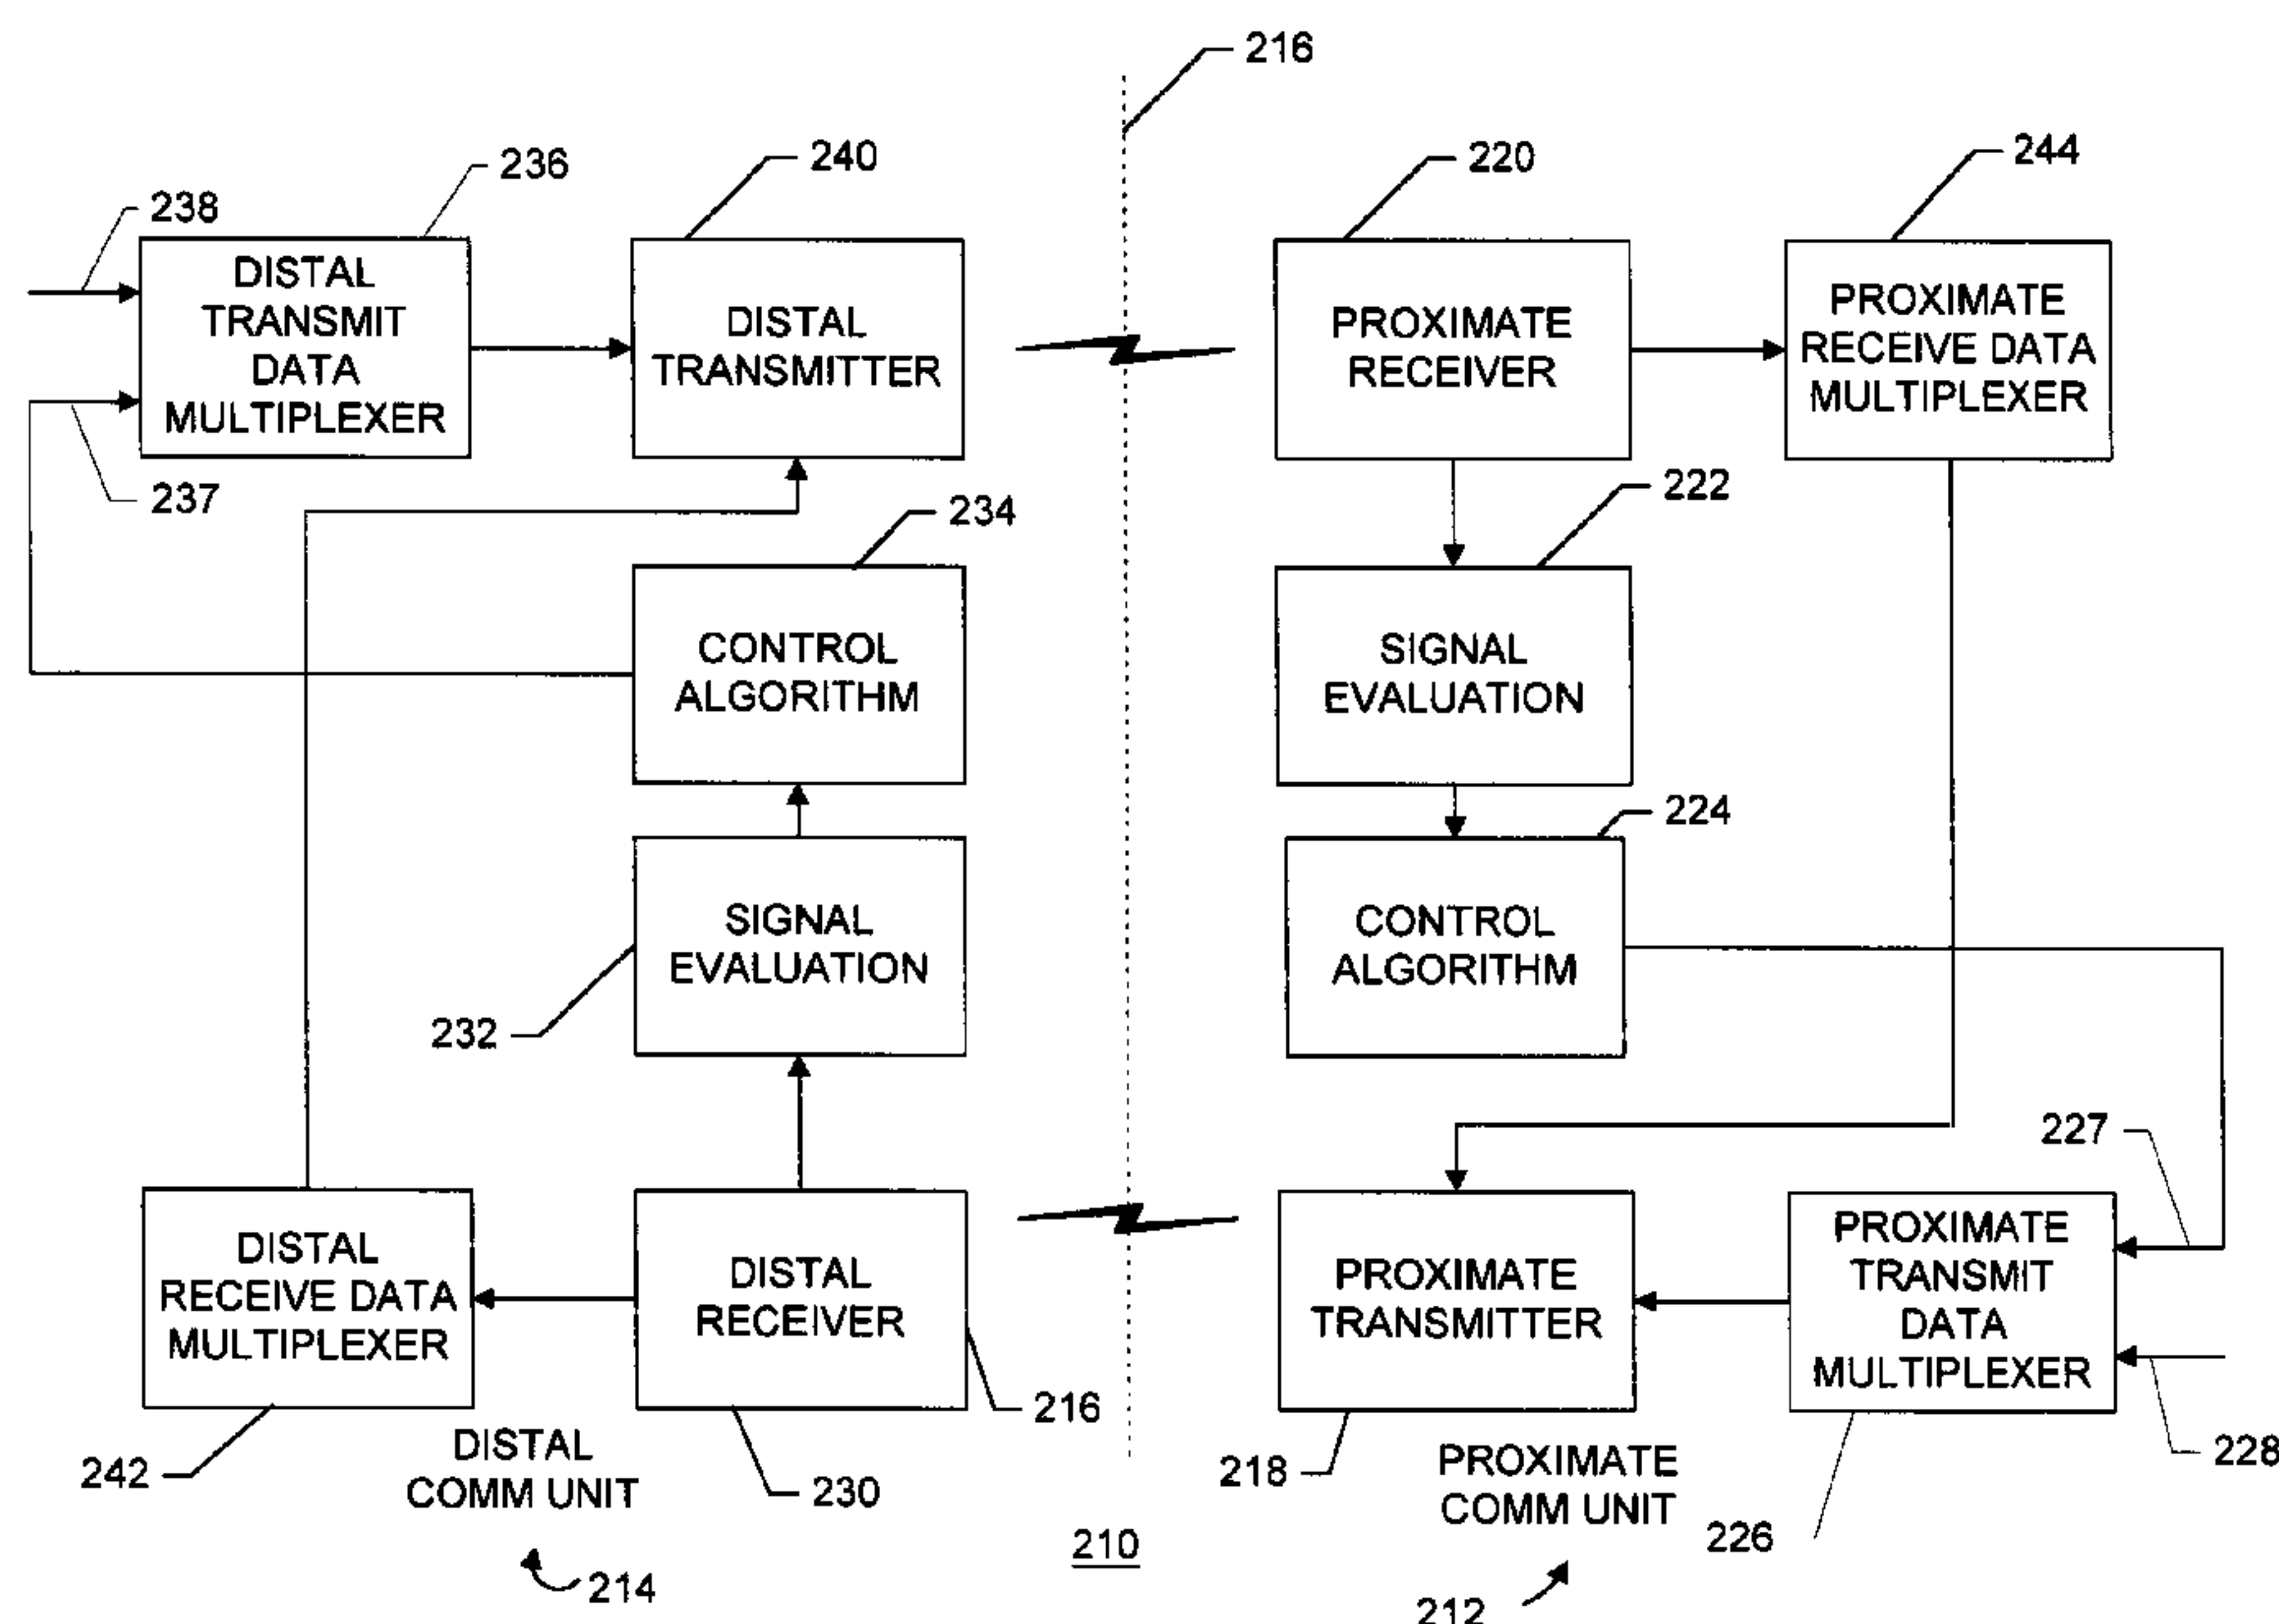 216
236
240
220
244
238
DISTAL
TRANSMIT
DATA
MULTIPLEXER
DISTAL
TRANSMITTER
PROXIMATE
RECEIVER
PROXIMATE
RECEIVE DATA
MULTIPLEXER
237
234
222
CONTROL
ALGORITHM
SIGNAL
EVALUATION
224
SIGNAL
EVALUATION
CONTROL
ALGORITHM
232
227
DISTAL
RECEIVE DATA
MULTIPLEXER
DISTAL
RECEIVER
PROXIMATE
TRANSMITTER
PROXIMATE
TRANSMIT
DATA
MULTIPLEXER
216
242
DISTAL
COMM UNIT
230
218
PROXIMATE
COMM UNIT
228
226
210
214
212